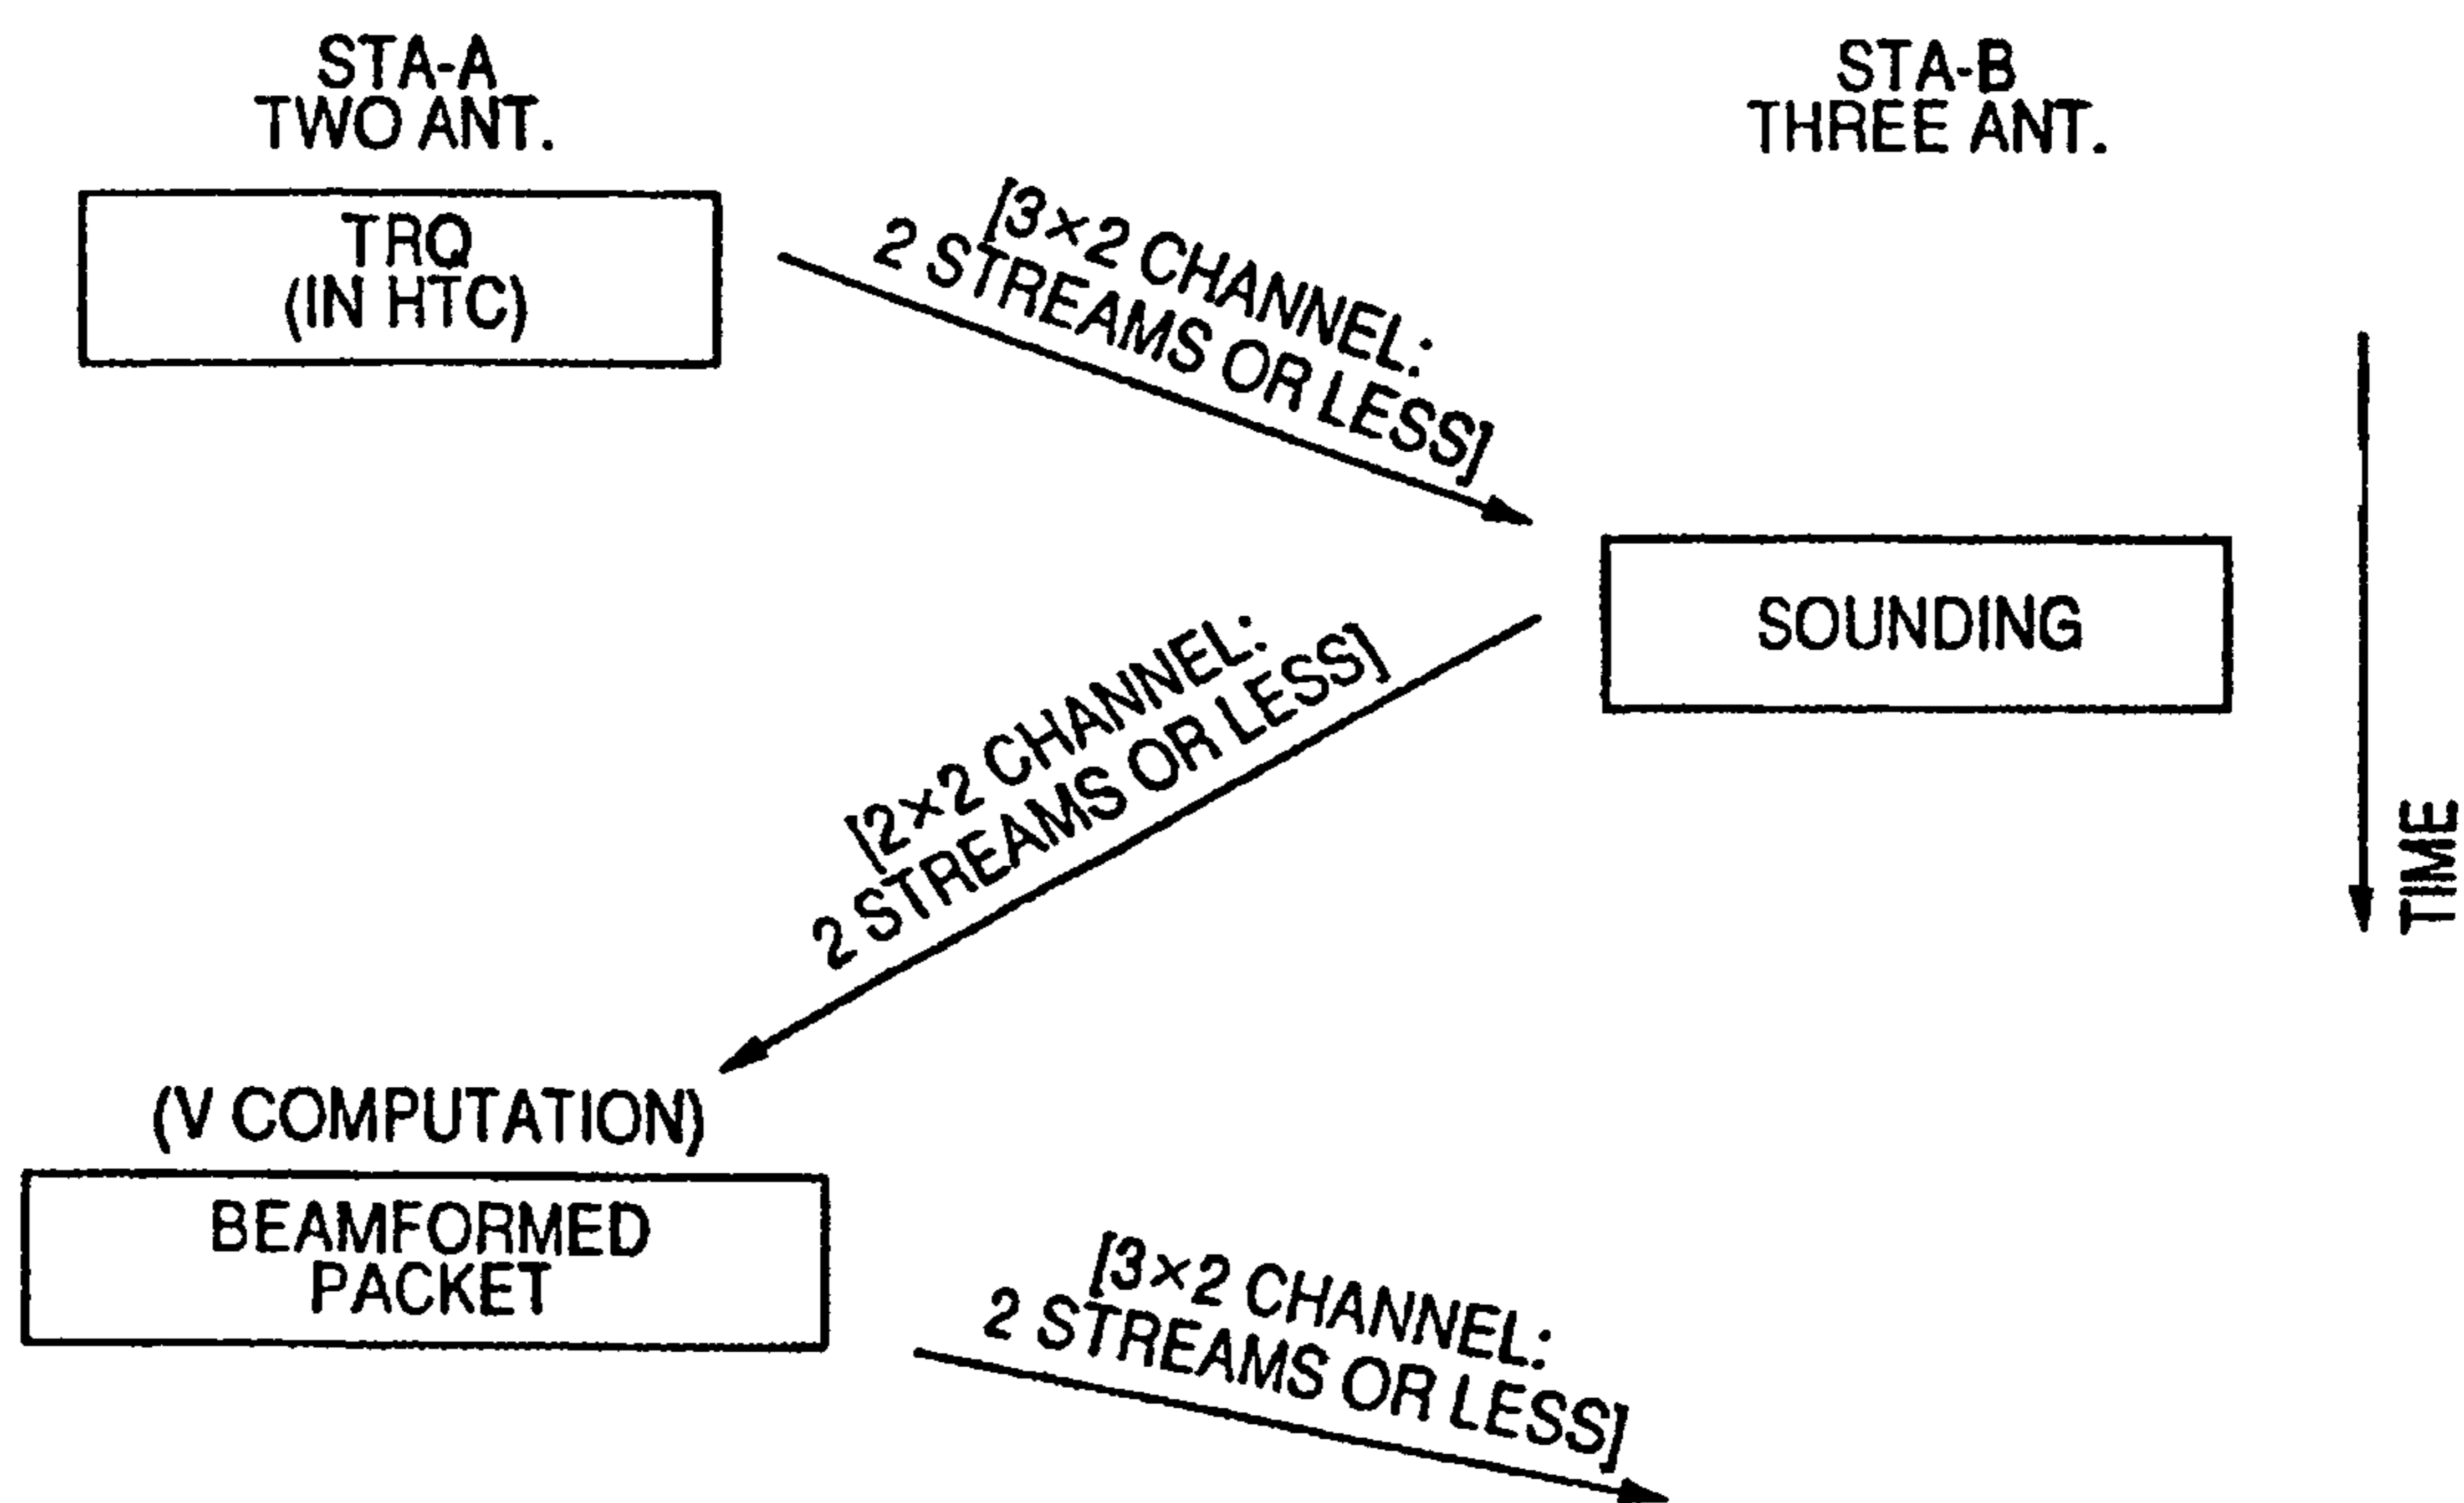 STA-A
TWO ANT.
STA-B
THREE ANT.
TRQ
(IN HTC)
[3×2 CHANNEL:
2 STREAMS OR LESS]
SOUNDING
[2×2 CHANNEL:
2 STREAMS OR LESS]
TIME
(V COMPUTATION)
BEAMFORMED
PACKET
[3×2 CHANNEL:
2 STREAMS OR LESS]